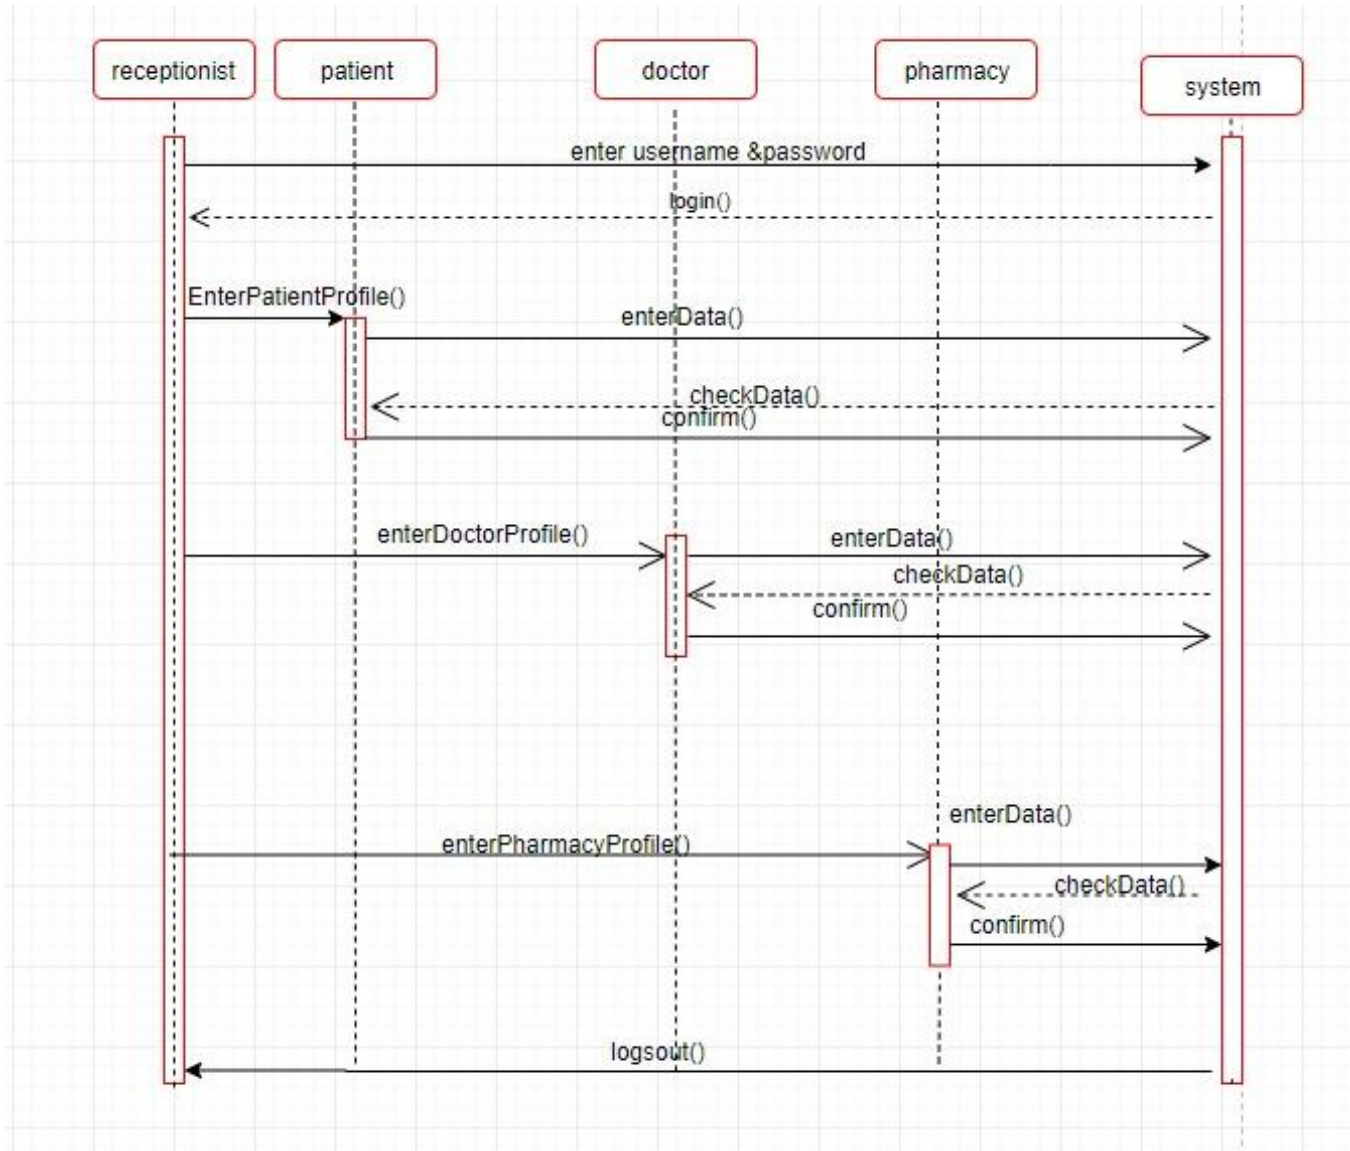 receptionist
patient
doctor
pharmacy
system
enter username &password
login()
EnterPatientProfile()
enterData()
checkData()
confirm()
enterDoctorProfile()
enterData()
checkData()
confirm()
enterData()
enterPharmacyProfile()
checkData()
confirm()
logsout()